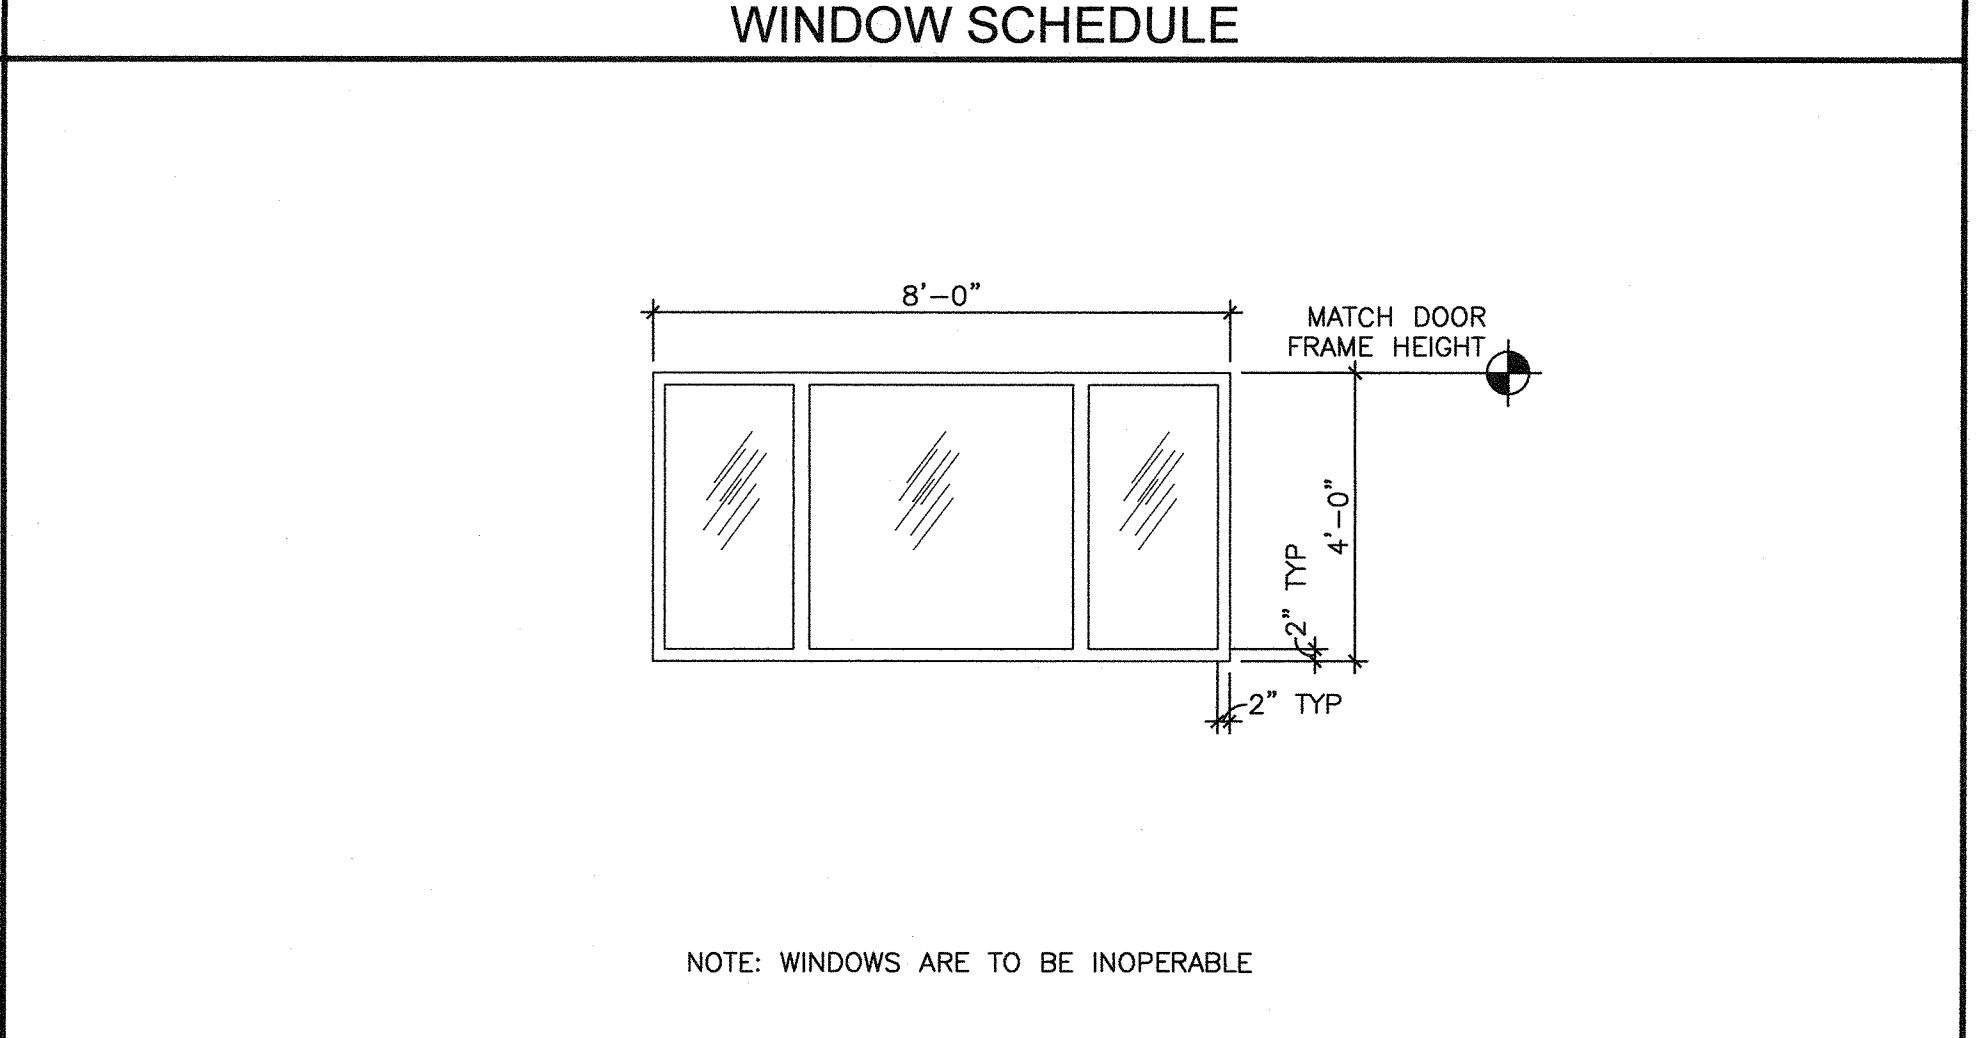 WINDOW SCHEDULE
8'-0"
MATCH DOOR
FRAME HEIGHT
4'-0"
2" TYP
2" TYP
NOTE: WINDOWS ARE TO BE INOPERABLE